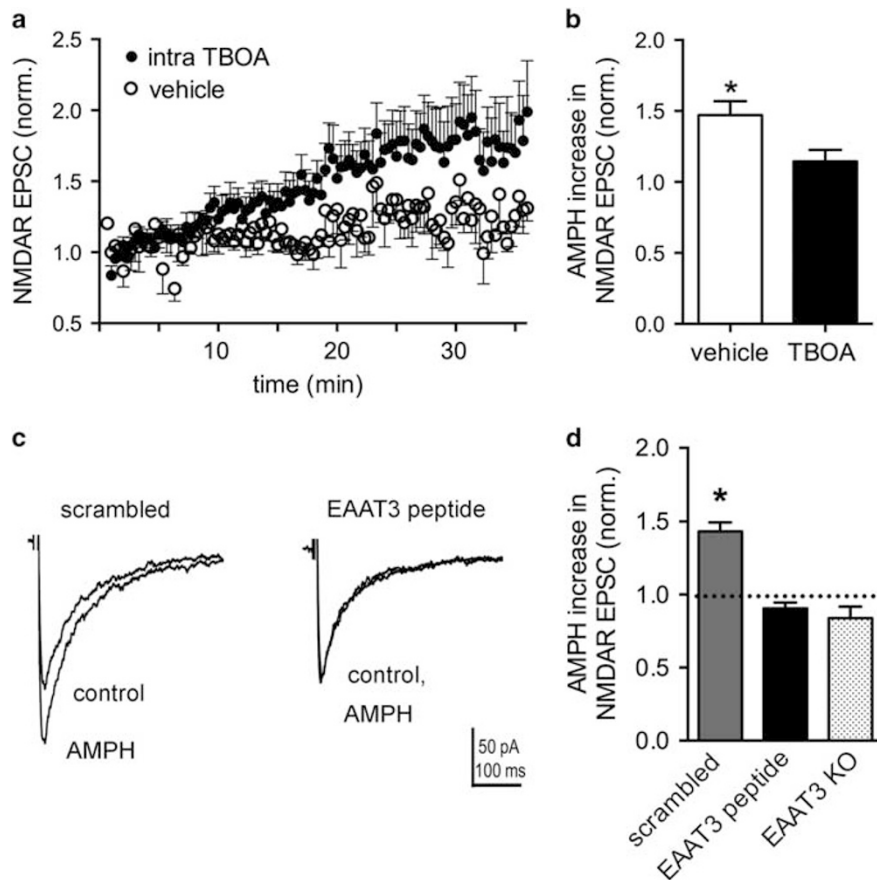 a
NMDAR EPSC (norm.)
2.5
2.0
1.5
1.0
0.5
intra TBOA
vehicle
10
20
30
time (min)
b
AMPH increase in
NMDAR EPSC (norm.)
2.0
1.5
1.0
0.5
0.0
*
vehicle
TBOA
c
scrambled
control
AMPH
EAAT3 peptide
control,
AMPH
50 pA
100 ms
d
AMPH increase in
NMDAR EPSC (norm.)
2.0
1.5
1.0
0.5
0.0
*
scrambled
EAAT3 peptide
EAAT3 KO